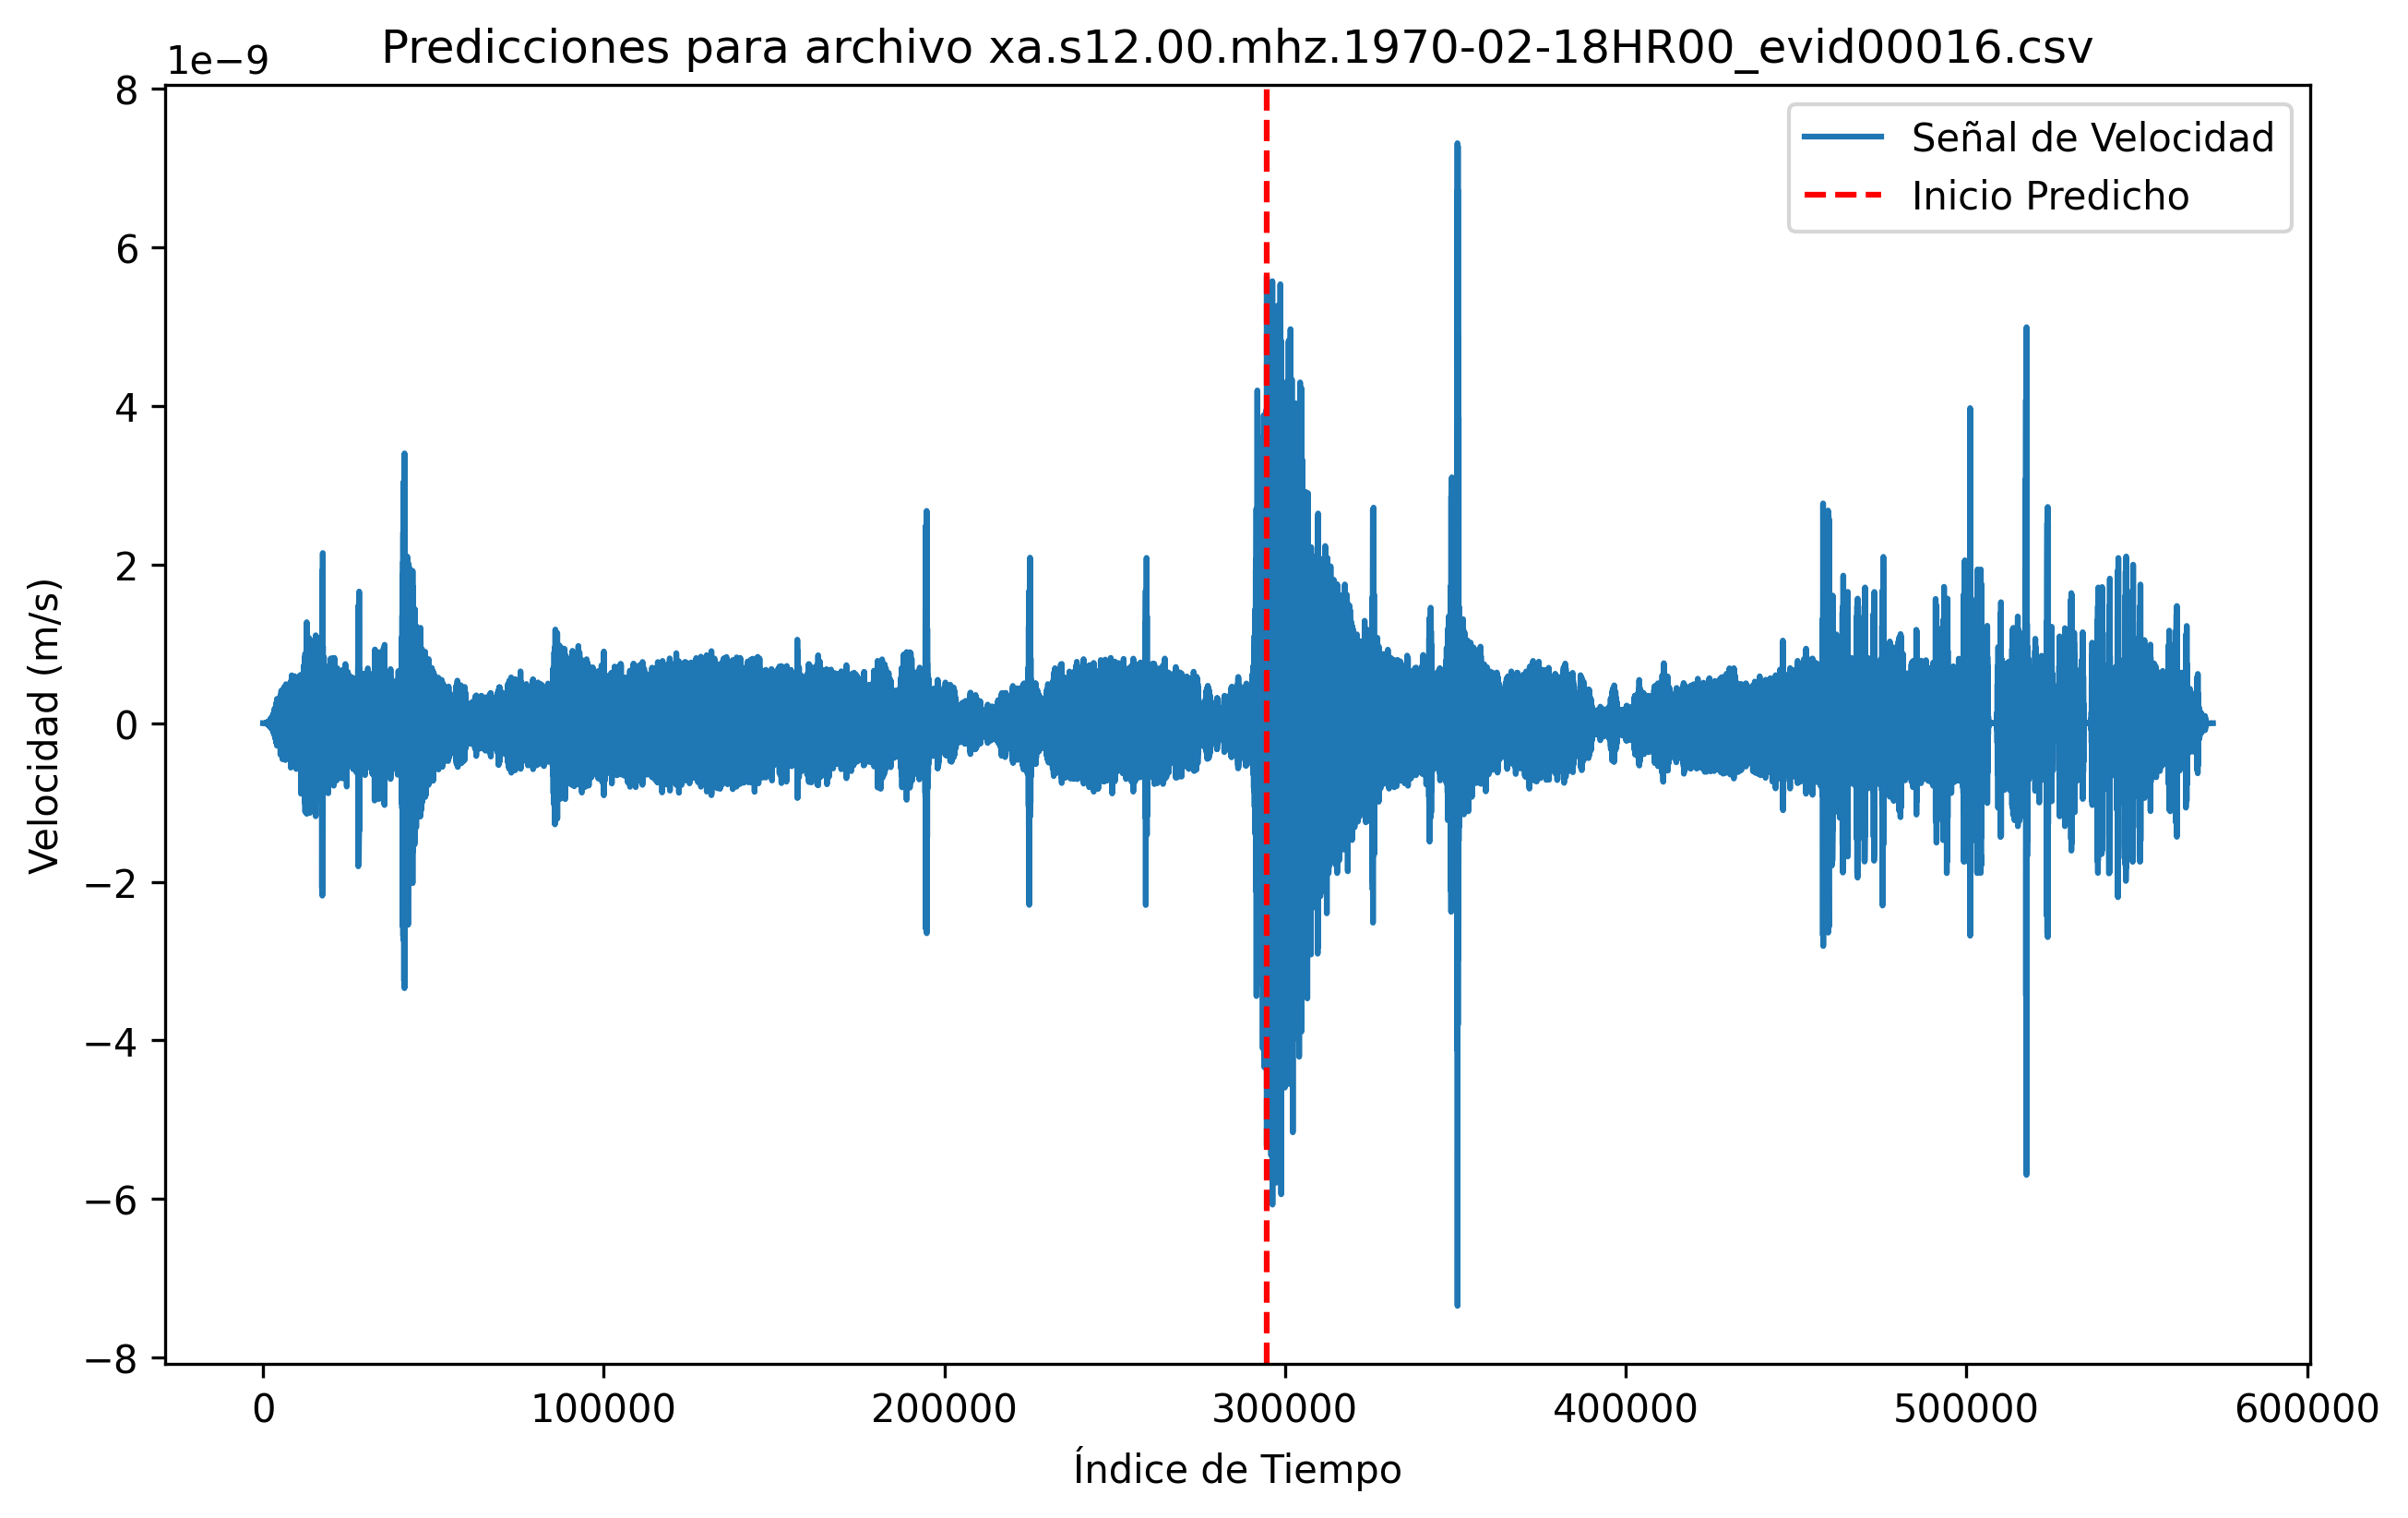 Predicciones para archivo xa.s12.00.mhz.1970-02-18HR00_evid00016.csv
1e−9
8
6
4
2
0
−2
−4
−6
−8
Velocidad (m/s)
Señal de Velocidad
Inicio Predicho
0 100000 200000 300000 400000 500000 600000
Índice de Tiempo